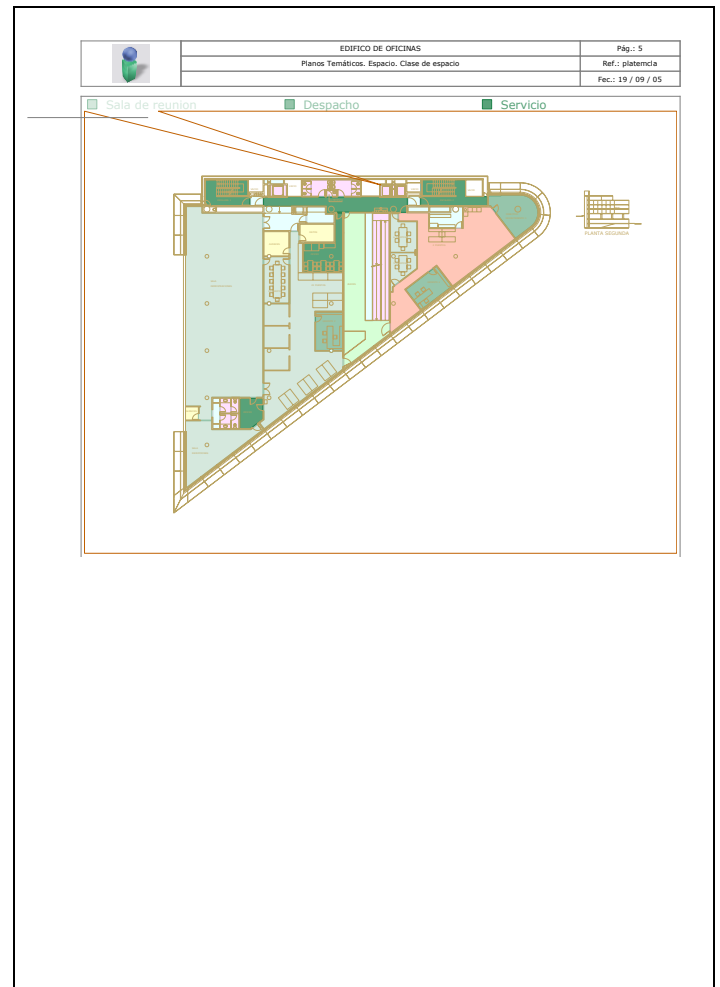 EDIFICO DE OFICINAS
Pág.: 5
Planos Temáticos. Espacio. Clase de espacio
Ref.: platemcla
Fec.: 19 / 09 / 05
Sala de reunion
Despacho
Servicio
PLANTA SEGUNDA